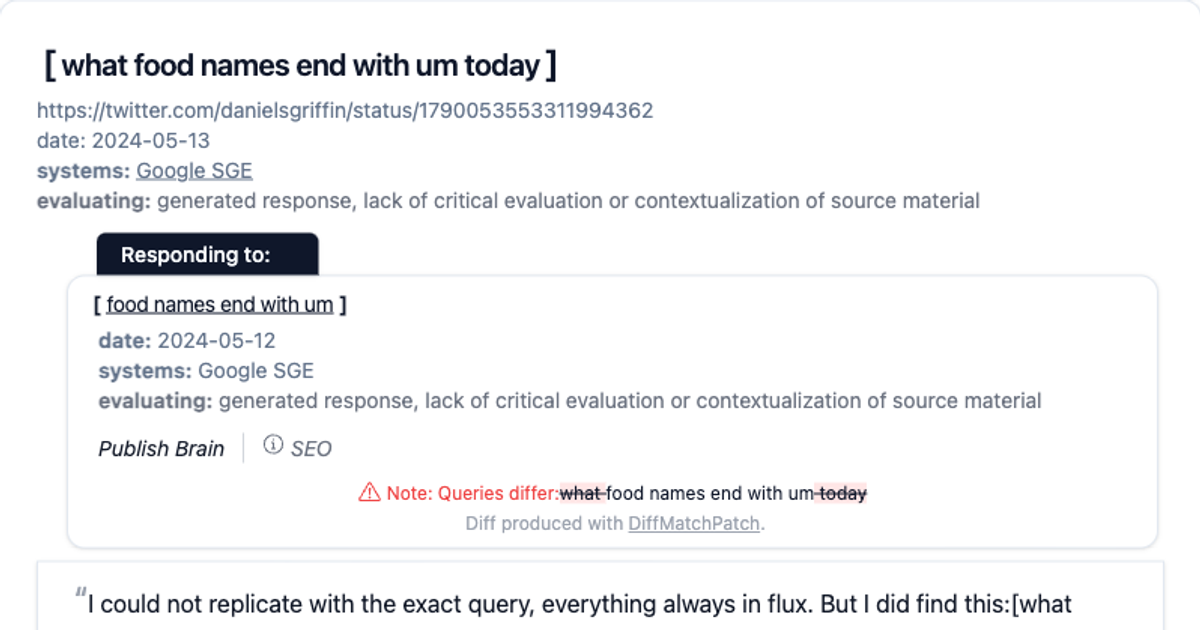 [ what food names end with um today ]
https://twitter.com/danielsgriffin/status/1790053553311994362
date: 2024-05-13
systems: Google SGE
evaluating: generated response, lack of critical evaluation or contextualization of source material
Responding to:
[ food names end with um ]
date: 2024-05-12
systems: Google SGE
evaluating: generated response, lack of critical evaluation or contextualization of source material
Publish Brain ⓘ SEO
⚠ Note: Queries differ:what food names end with um today
Diff produced with DiffMatchPatch.
“I could not replicate with the exact query, everything always in flux. But I did find this:[what